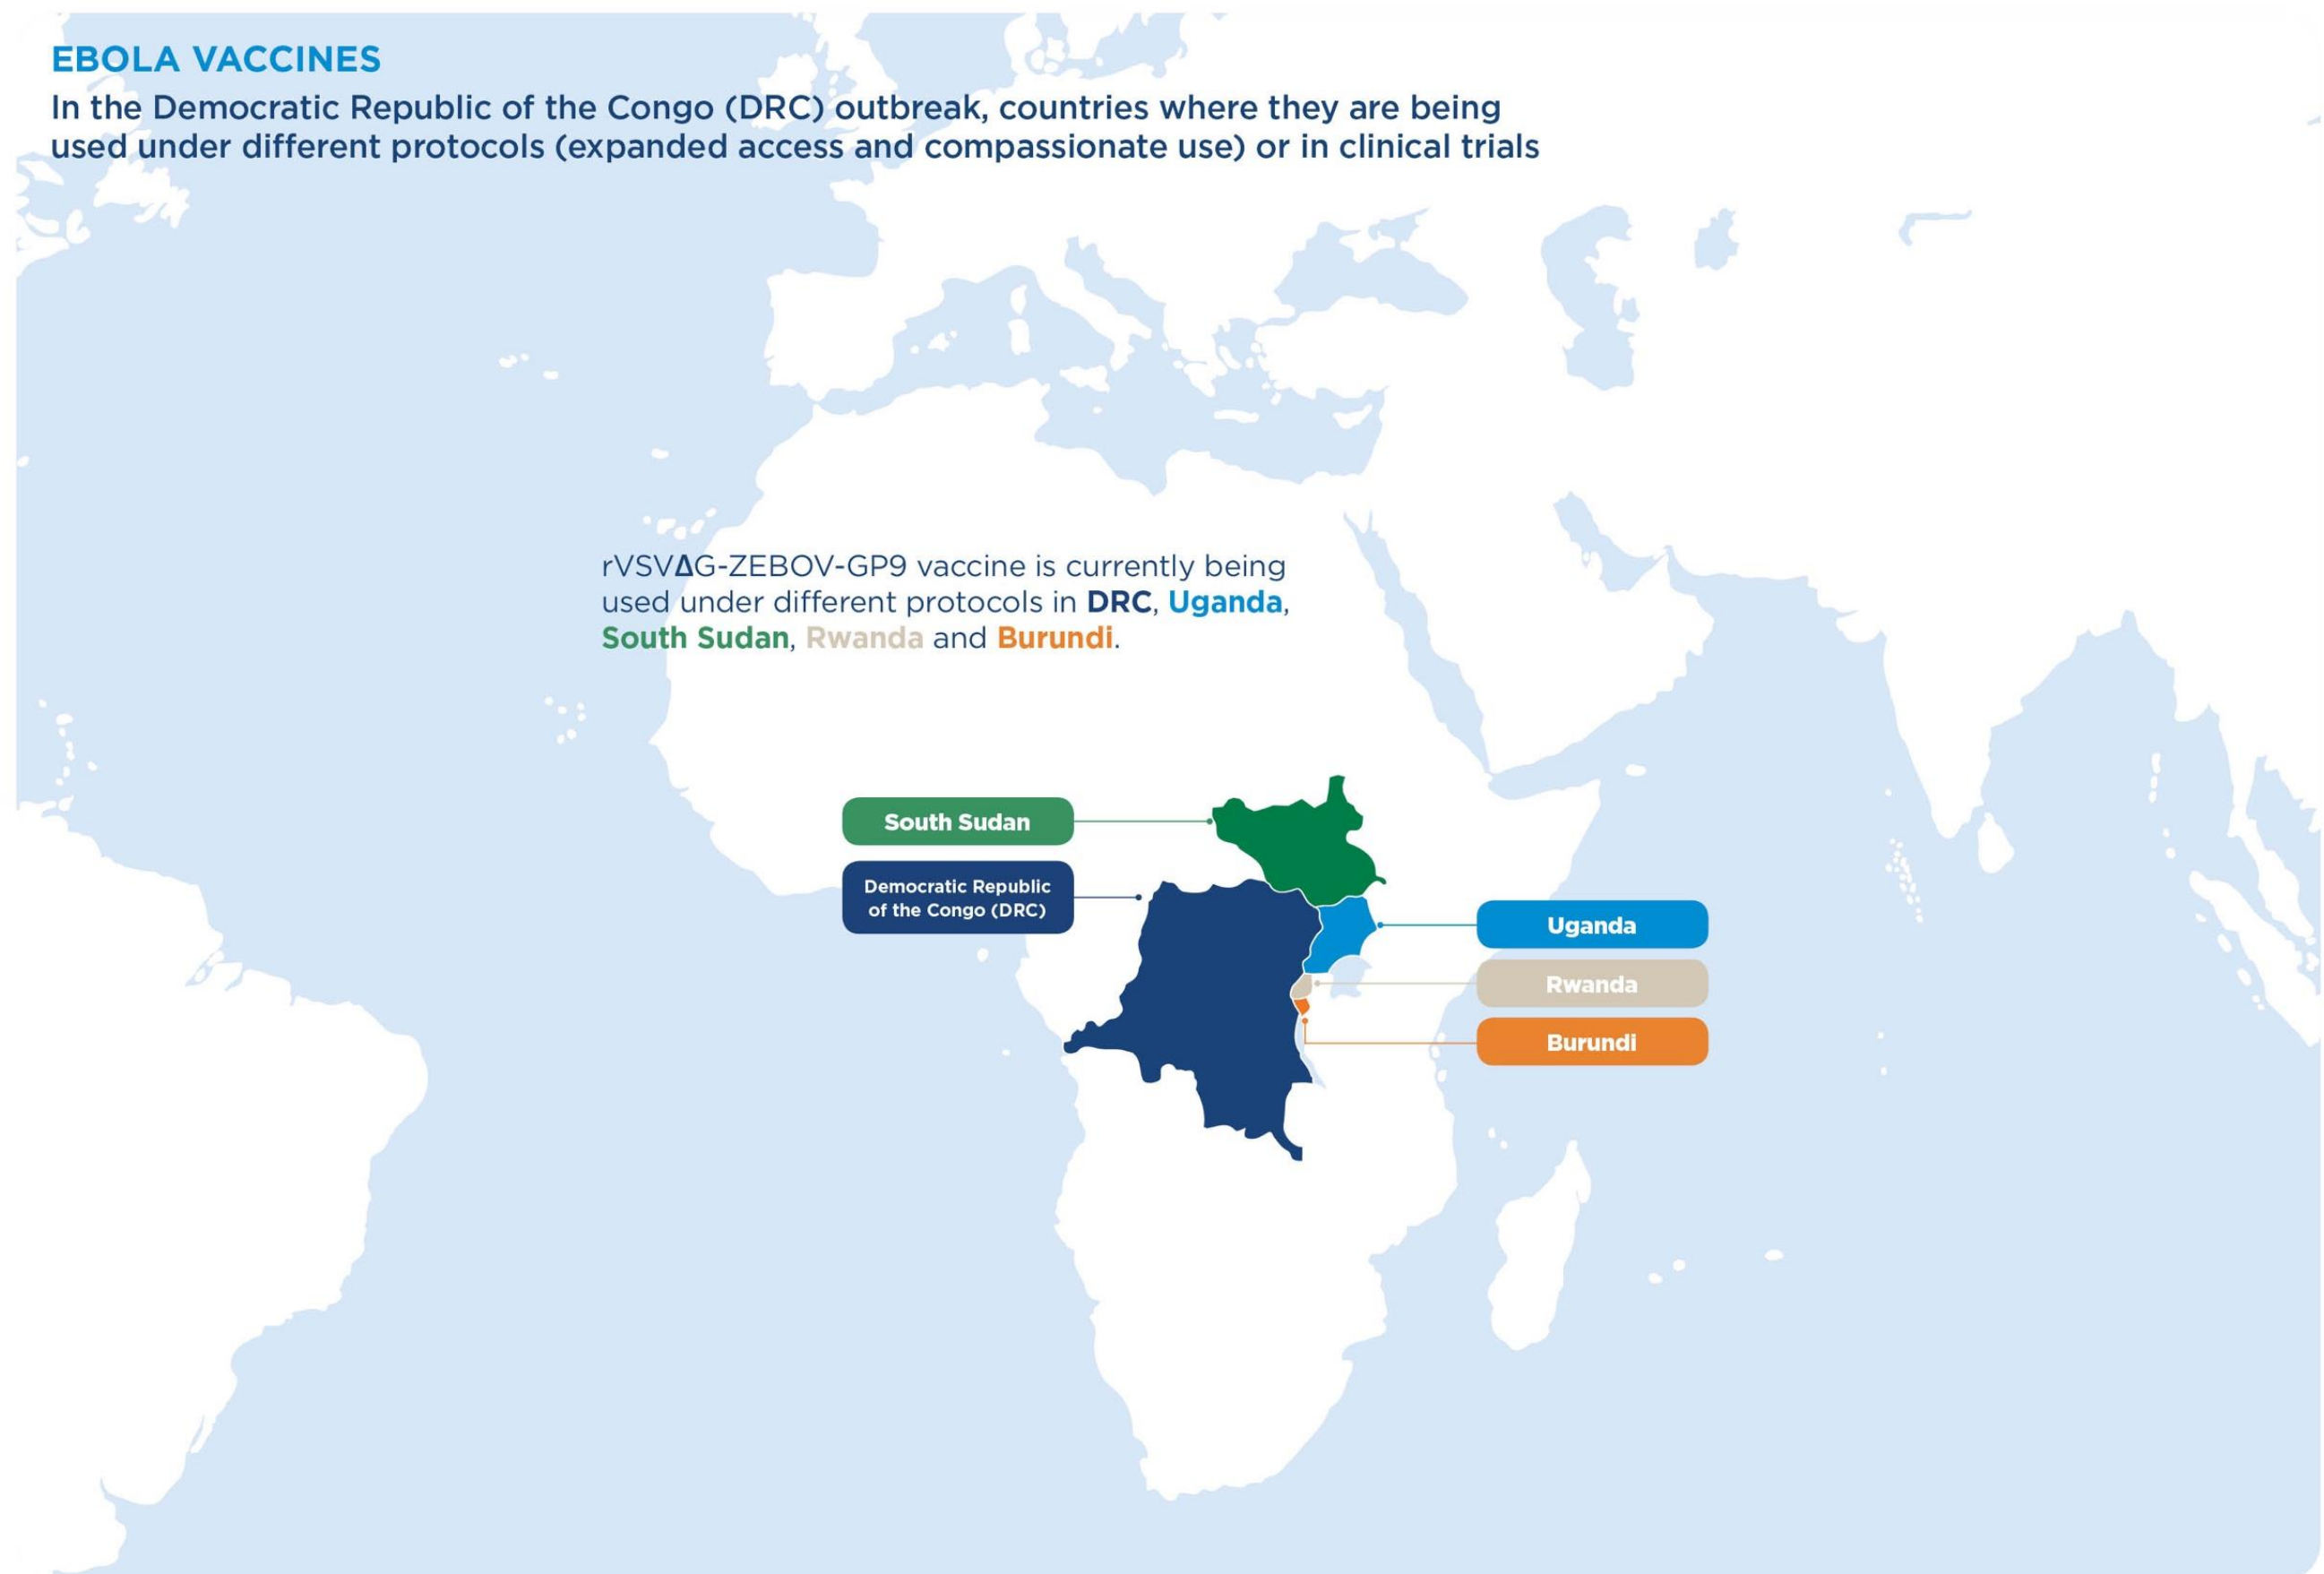 EBOLA VACCINES
In the Democratic Republic of the Congo (DRC) outbreak, countries where they are being
used under different protocols (expanded access and compassionate use) or in clinical trials
rVSVΔG-ZEBOV-GP9 vaccine is currently being
used under different protocols in DRC, Uganda,
South Sudan, Rwanda and Burundi.
South Sudan
Democratic Republic
of the Congo (DRC)
Uganda
Rwanda
Burundi